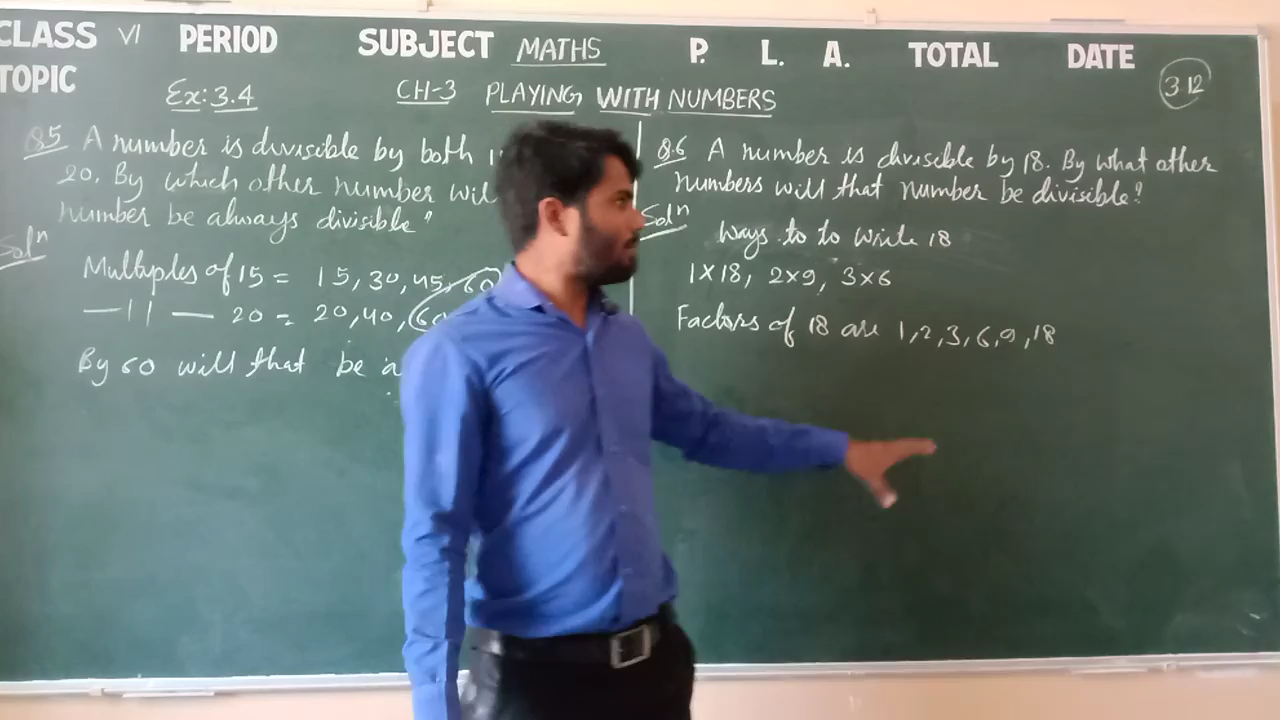 CLASS VI PERIOD SUBJECT MATHS P. L. A. TOTAL DATE
TOPIC
Ex: 3.4 CH-3 PLAYING WITH NUMBERS 3.12
Q.5 A number is divisible by both
20. By which other number
number be always divisible?
Solⁿ
Multiples of 15 = 15, 30, 45, 60
—11— 20 = 20, 40,
By 60 will that be
Q.6 A number is divisible by 18. By what other
numbers will that number be divisible?
Solⁿ
Ways to to write 18
1×18, 2×9, 3×6
Factors of 18 are 1, 2, 3, 6, 9, 18